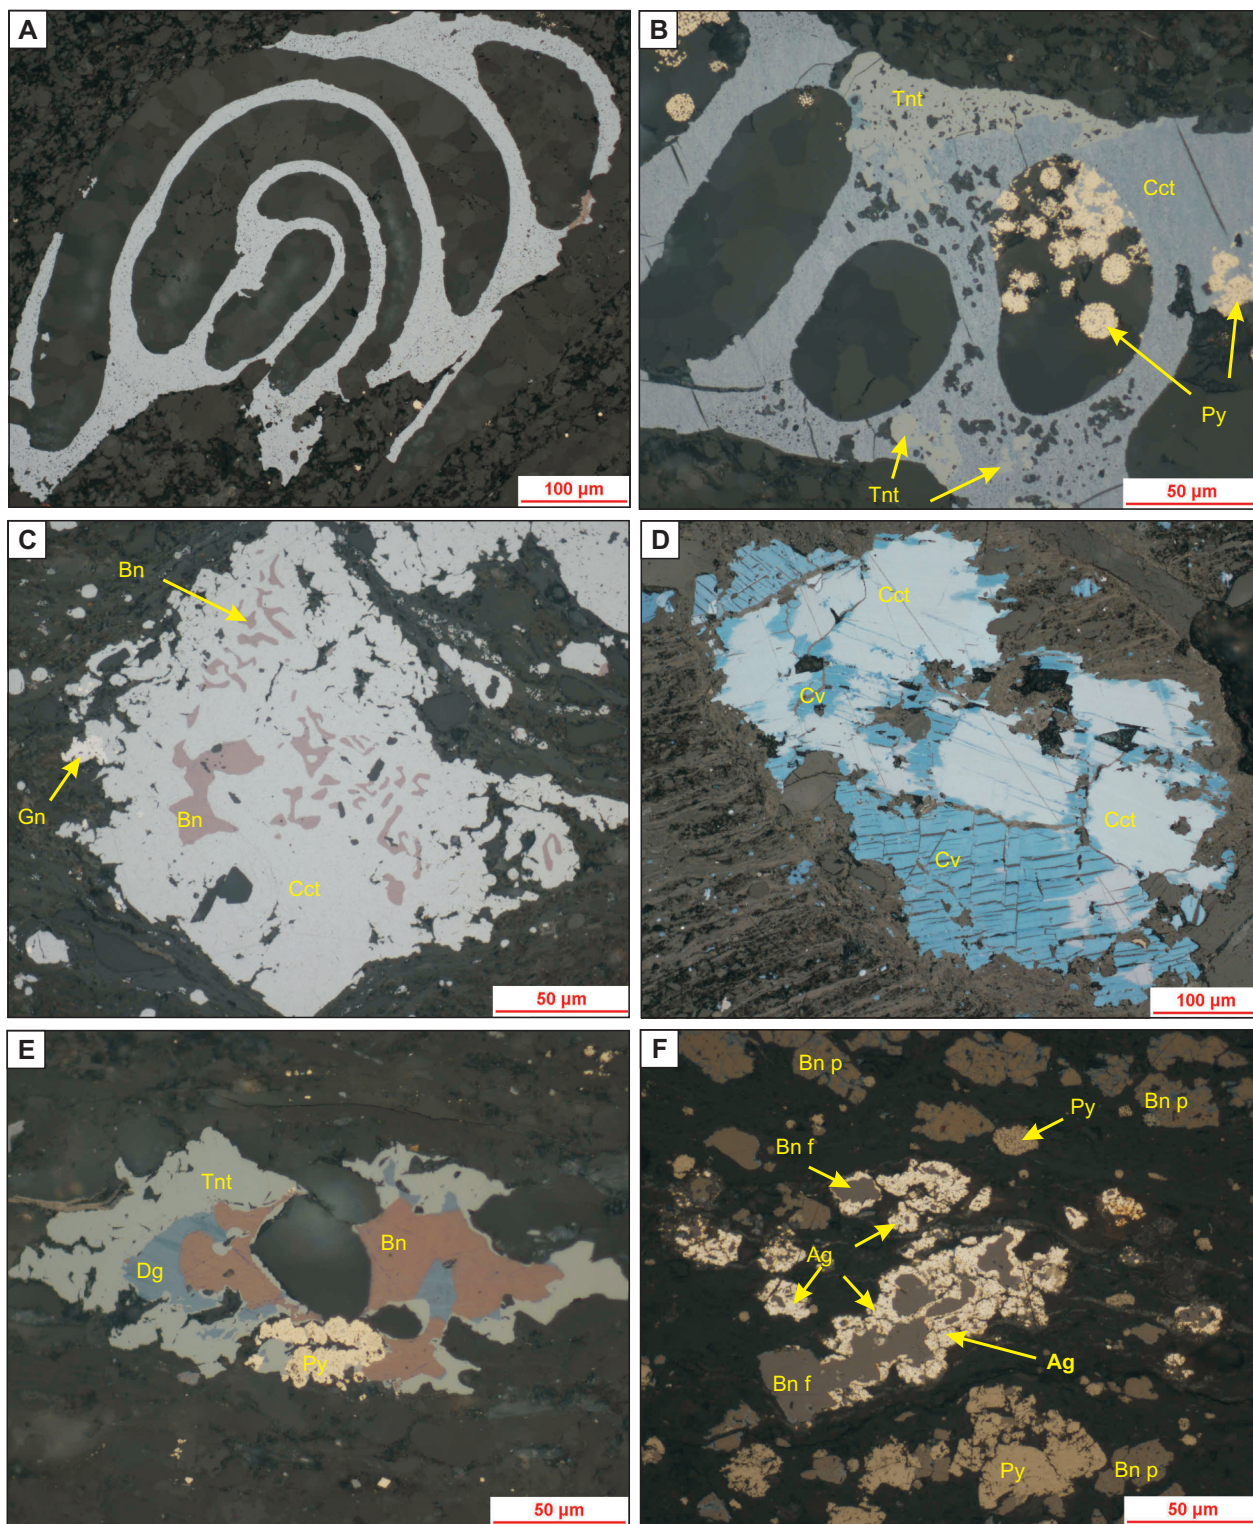 A
100 µm
B
Tnt
Cct
Py
Tnt
50 µm
C
Bn
Gn
Bn
Cct
50 µm
D
Cct
Cv
Cct
Cv
100 µm
E
Tnt
Bn
Dg
Py
50 µm
F
Bn p
Bn p
Py
Bn f
Ag
Ag
Bn f
Py
Bn p
50 µm